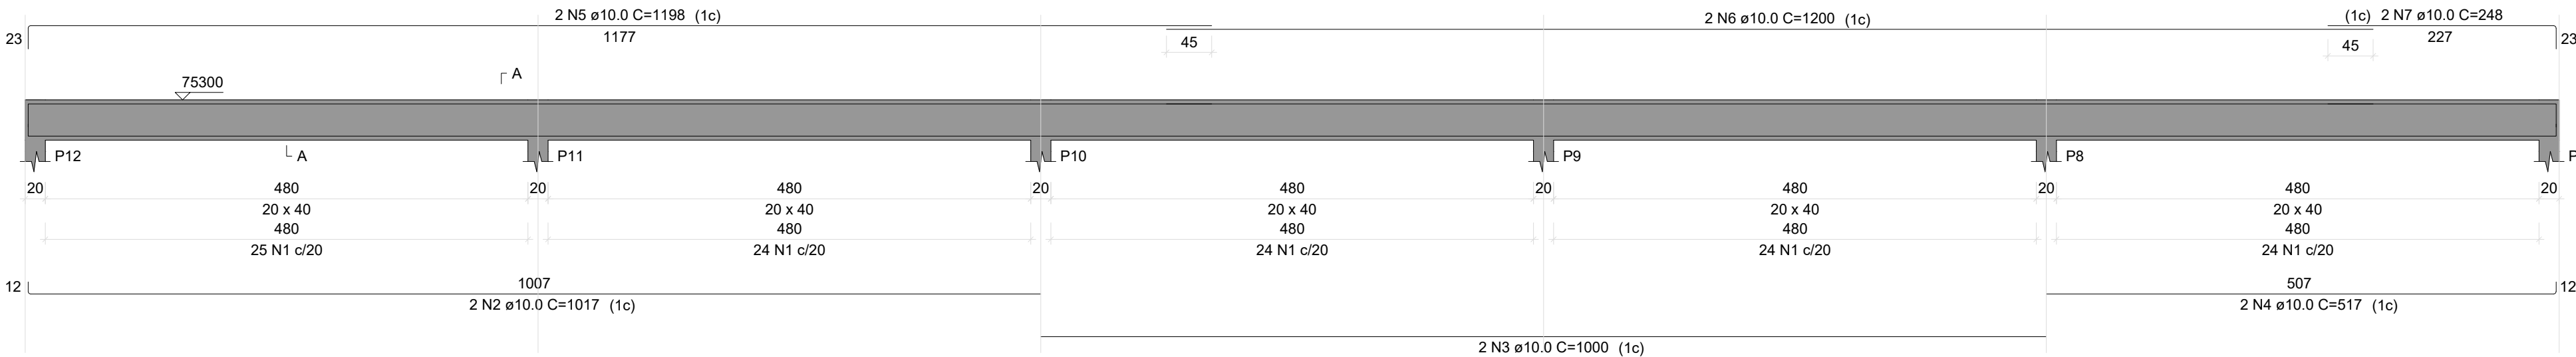 2 N5 ø10.0 C=1198 (1c)
2 N6 ø10.0 C=1200 (1c)
(1c) 2 N7 ø10.0 C=248
23
1177
45
45
227
23
75300
A
A
P12
P11
P10
P9
P8
P
20 480 20 480 20 480 20 480 20 480 20
20 x 40 20 x 40 20 x 40 20 x 40 20 x 40
480 480 480 480 480
25 N1 c/20 24 N1 c/20 24 N1 c/20 24 N1 c/20 24 N1 c/20
12
1007
507
12
2 N2 ø10.0 C=1017 (1c)
2 N4 ø10.0 C=517 (1c)
2 N3 ø10.0 C=1000 (1c)